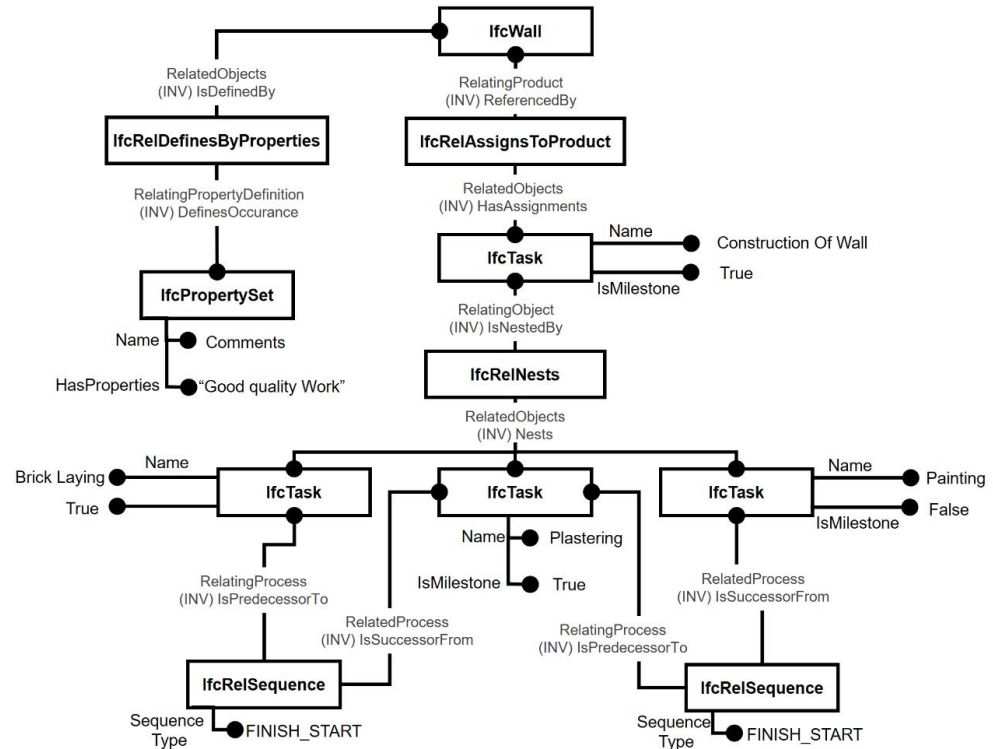 IfcWall
RelatedObjects
(INV) IsDefinedBy
RelatingProduct
(INV) ReferencedBy
IfcRelDefinesByProperties
IfcRelAssignsToProduct
RelatingPropertyDefinition
(INV) DefinesOccurance
RelatedObjects
(INV) HasAssignments
IfcTask
Name
Construction Of Wall
True
IsMilestone
IfcPropertySet
Name
Comments
HasProperties
“Good quality Work”
RelatingObject
(INV) IsNestedBy
IfcRelNests
RelatedObjects
(INV) Nests
Brick Laying
Name
True
IfcTask
IfcTask
Name
Plastering
IsMilestone
True
IfcTask
Name
Painting
IsMilestone
False
RelatingProcess
(INV) IsPredecessorTo
RelatedProcess
(INV) IsSuccessorFrom
RelatingProcess
(INV) IsPredecessorTo
RelatedProcess
(INV) IsSuccessorFrom
IfcRelSequence
Sequence
Type
FINISH_START
IfcRelSequence
Sequence
Type
FINISH_START